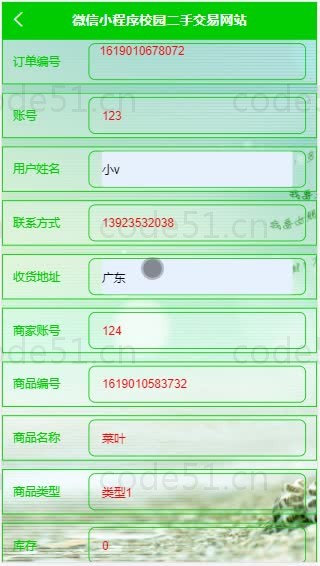 微信小程序校园二手交易网站
订单编号 1619010678072
code51.cn code51.cn
账号 123
用户姓名 小v
联系方式 13923532038
code51.cn
收货地址 广东
商家账号 124
code51.cn code51.cn
商品编号 1619010583732
商品名称 菜叶
code51.cn
商品类型 类型1
库存 0